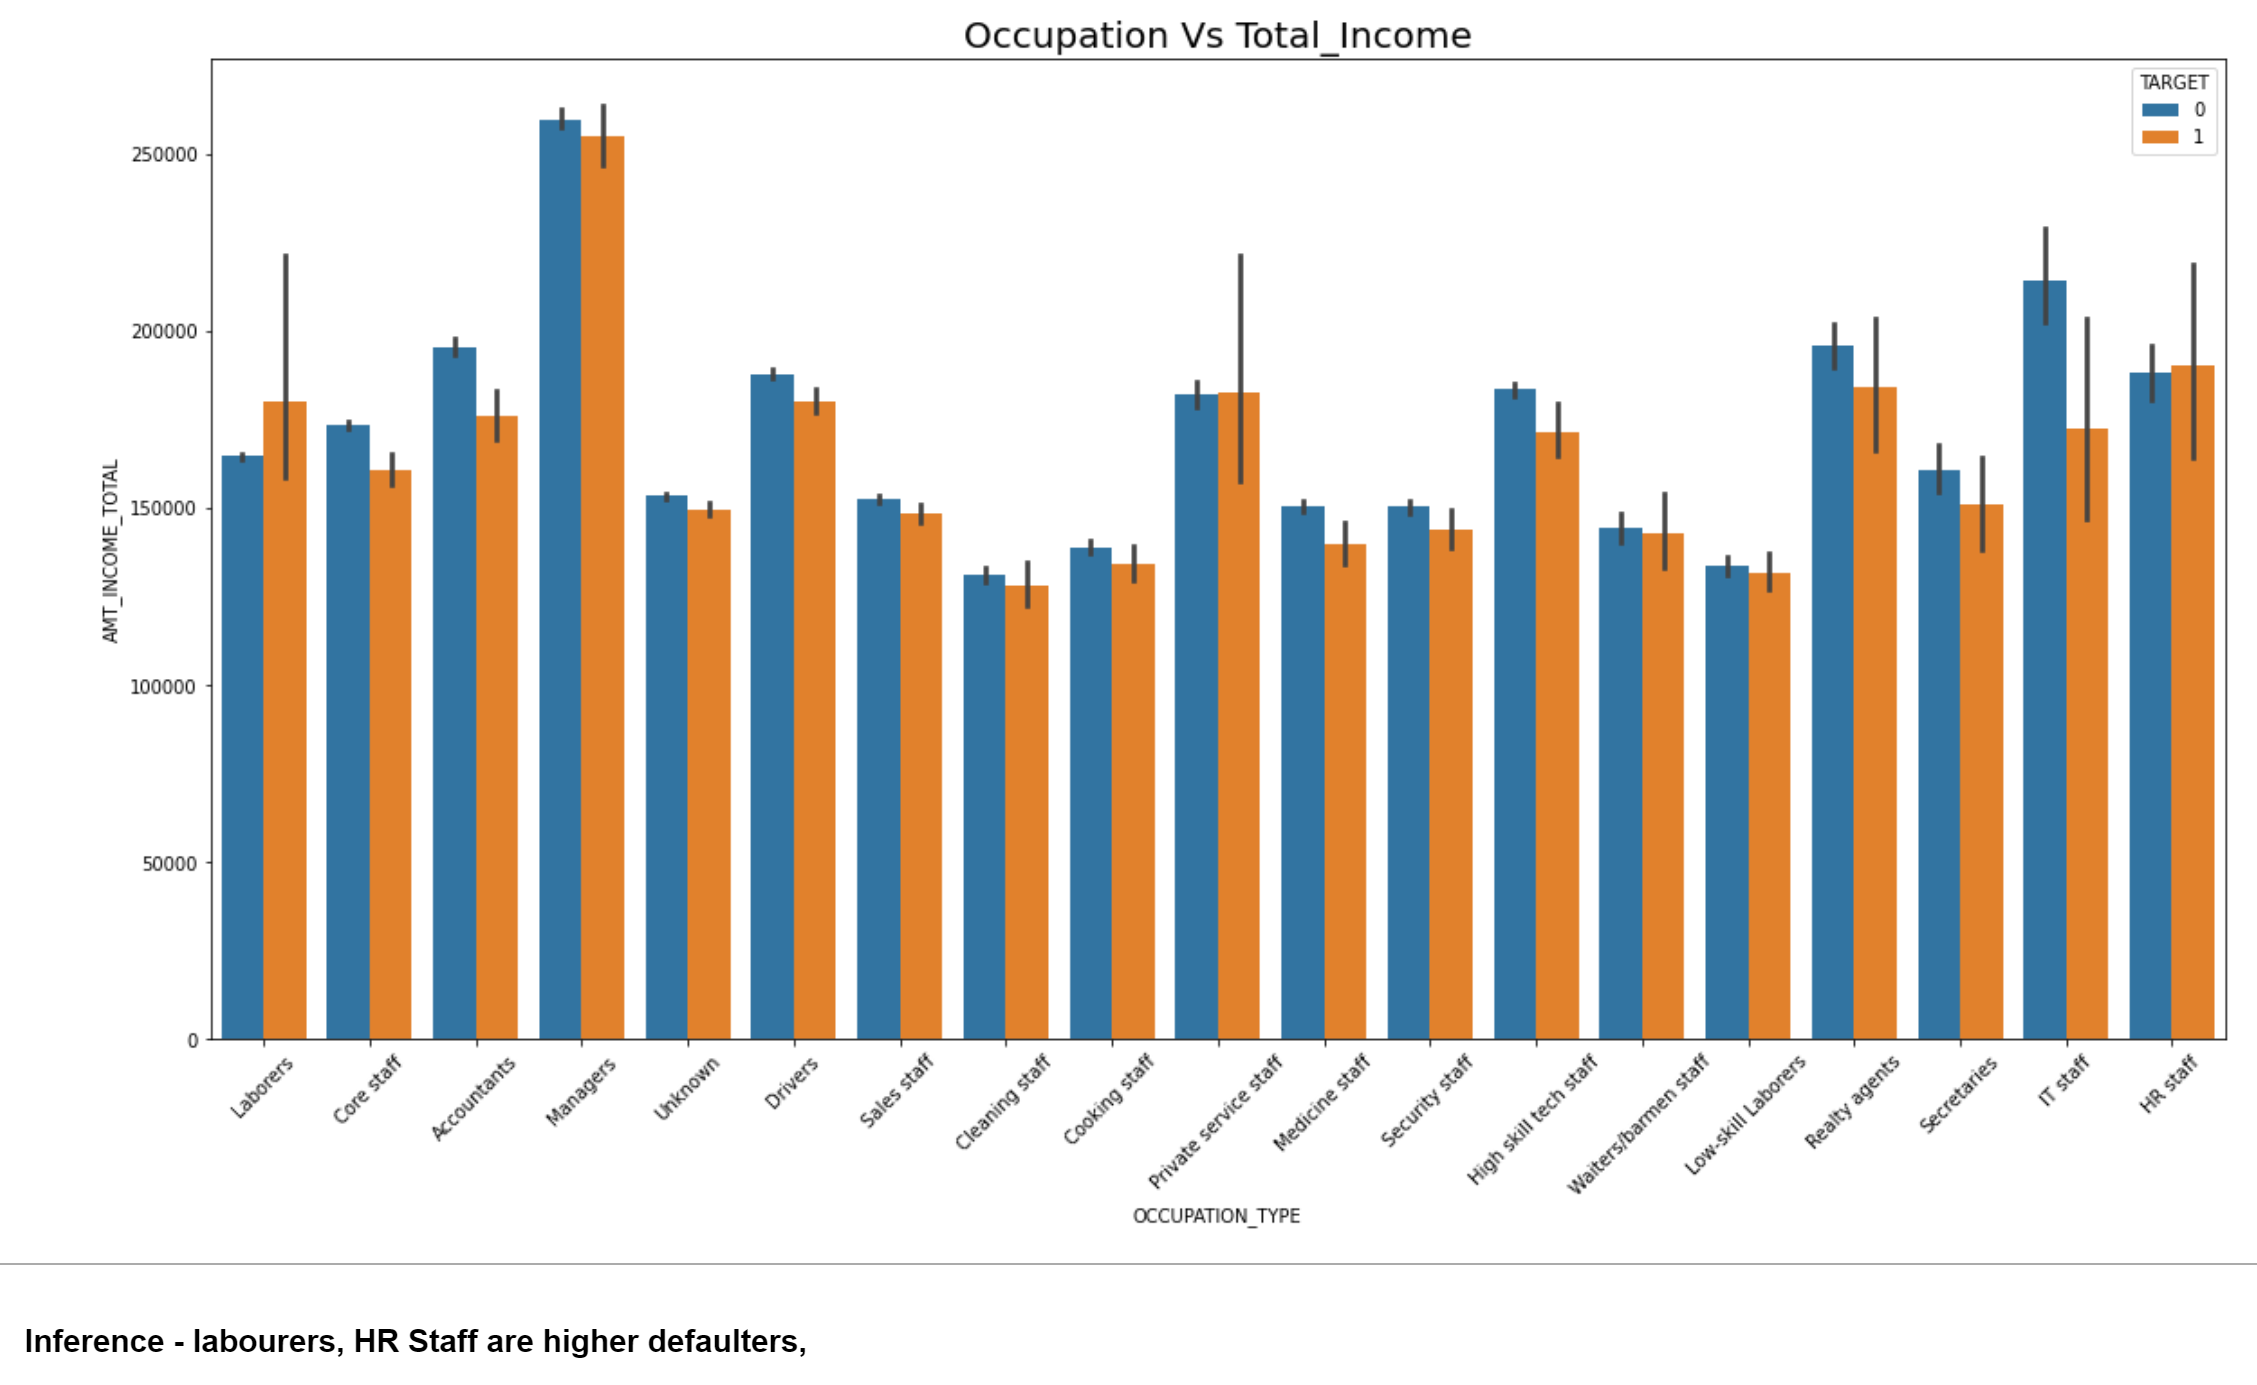 Occupation Vs Total_Income
TARGET
0
1
AMT_INCOME_TOTAL
250000
200000
150000
100000
50000
0
Laborers
Core staff
Accountants
Managers
Unknown
Drivers
Sales staff
Cleaning staff
Cooking staff
Private service staff
Medicine staff
Security staff
High skill tech staff
Waiters/barmen staff
Low-skill Laborers
Realty agents
Secretaries
IT staff
HR staff
OCCUPATION_TYPE
Inference - labourers, HR Staff are higher defaulters,